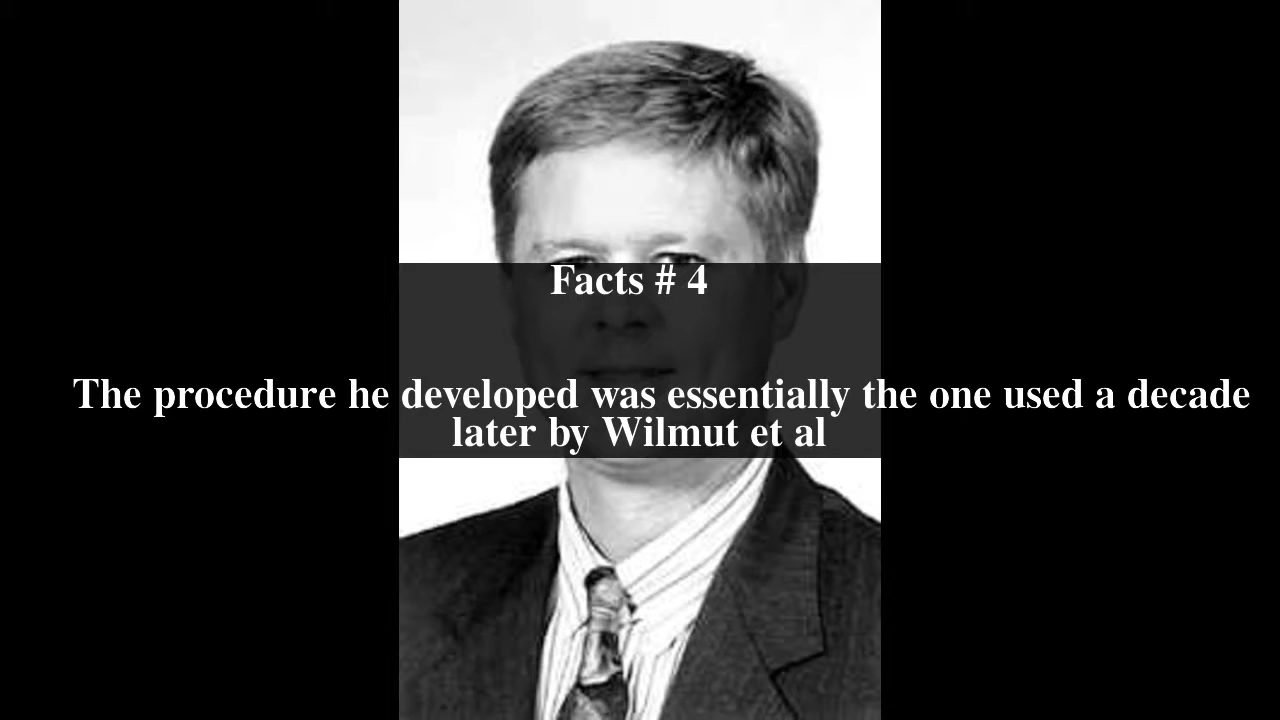 Facts # 4
The procedure he developed was essentially the one used a decade
later by Wilmut et al